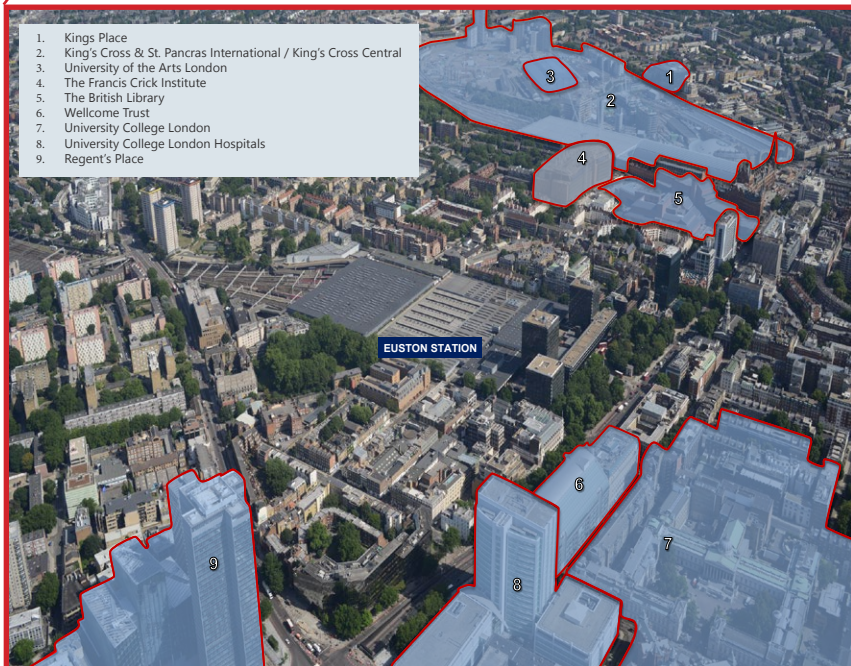 1. Kings Place
2. King's Cross & St. Pancras International / King's Cross Central
3. University of the Arts London
4. The Francis Crick Institute
5. The British Library
6. Wellcome Trust
7. University College London
8. University College London Hospitals
9. Regent's Place
1
3
2
4
5
EUSTON STATION
6
7
9
8